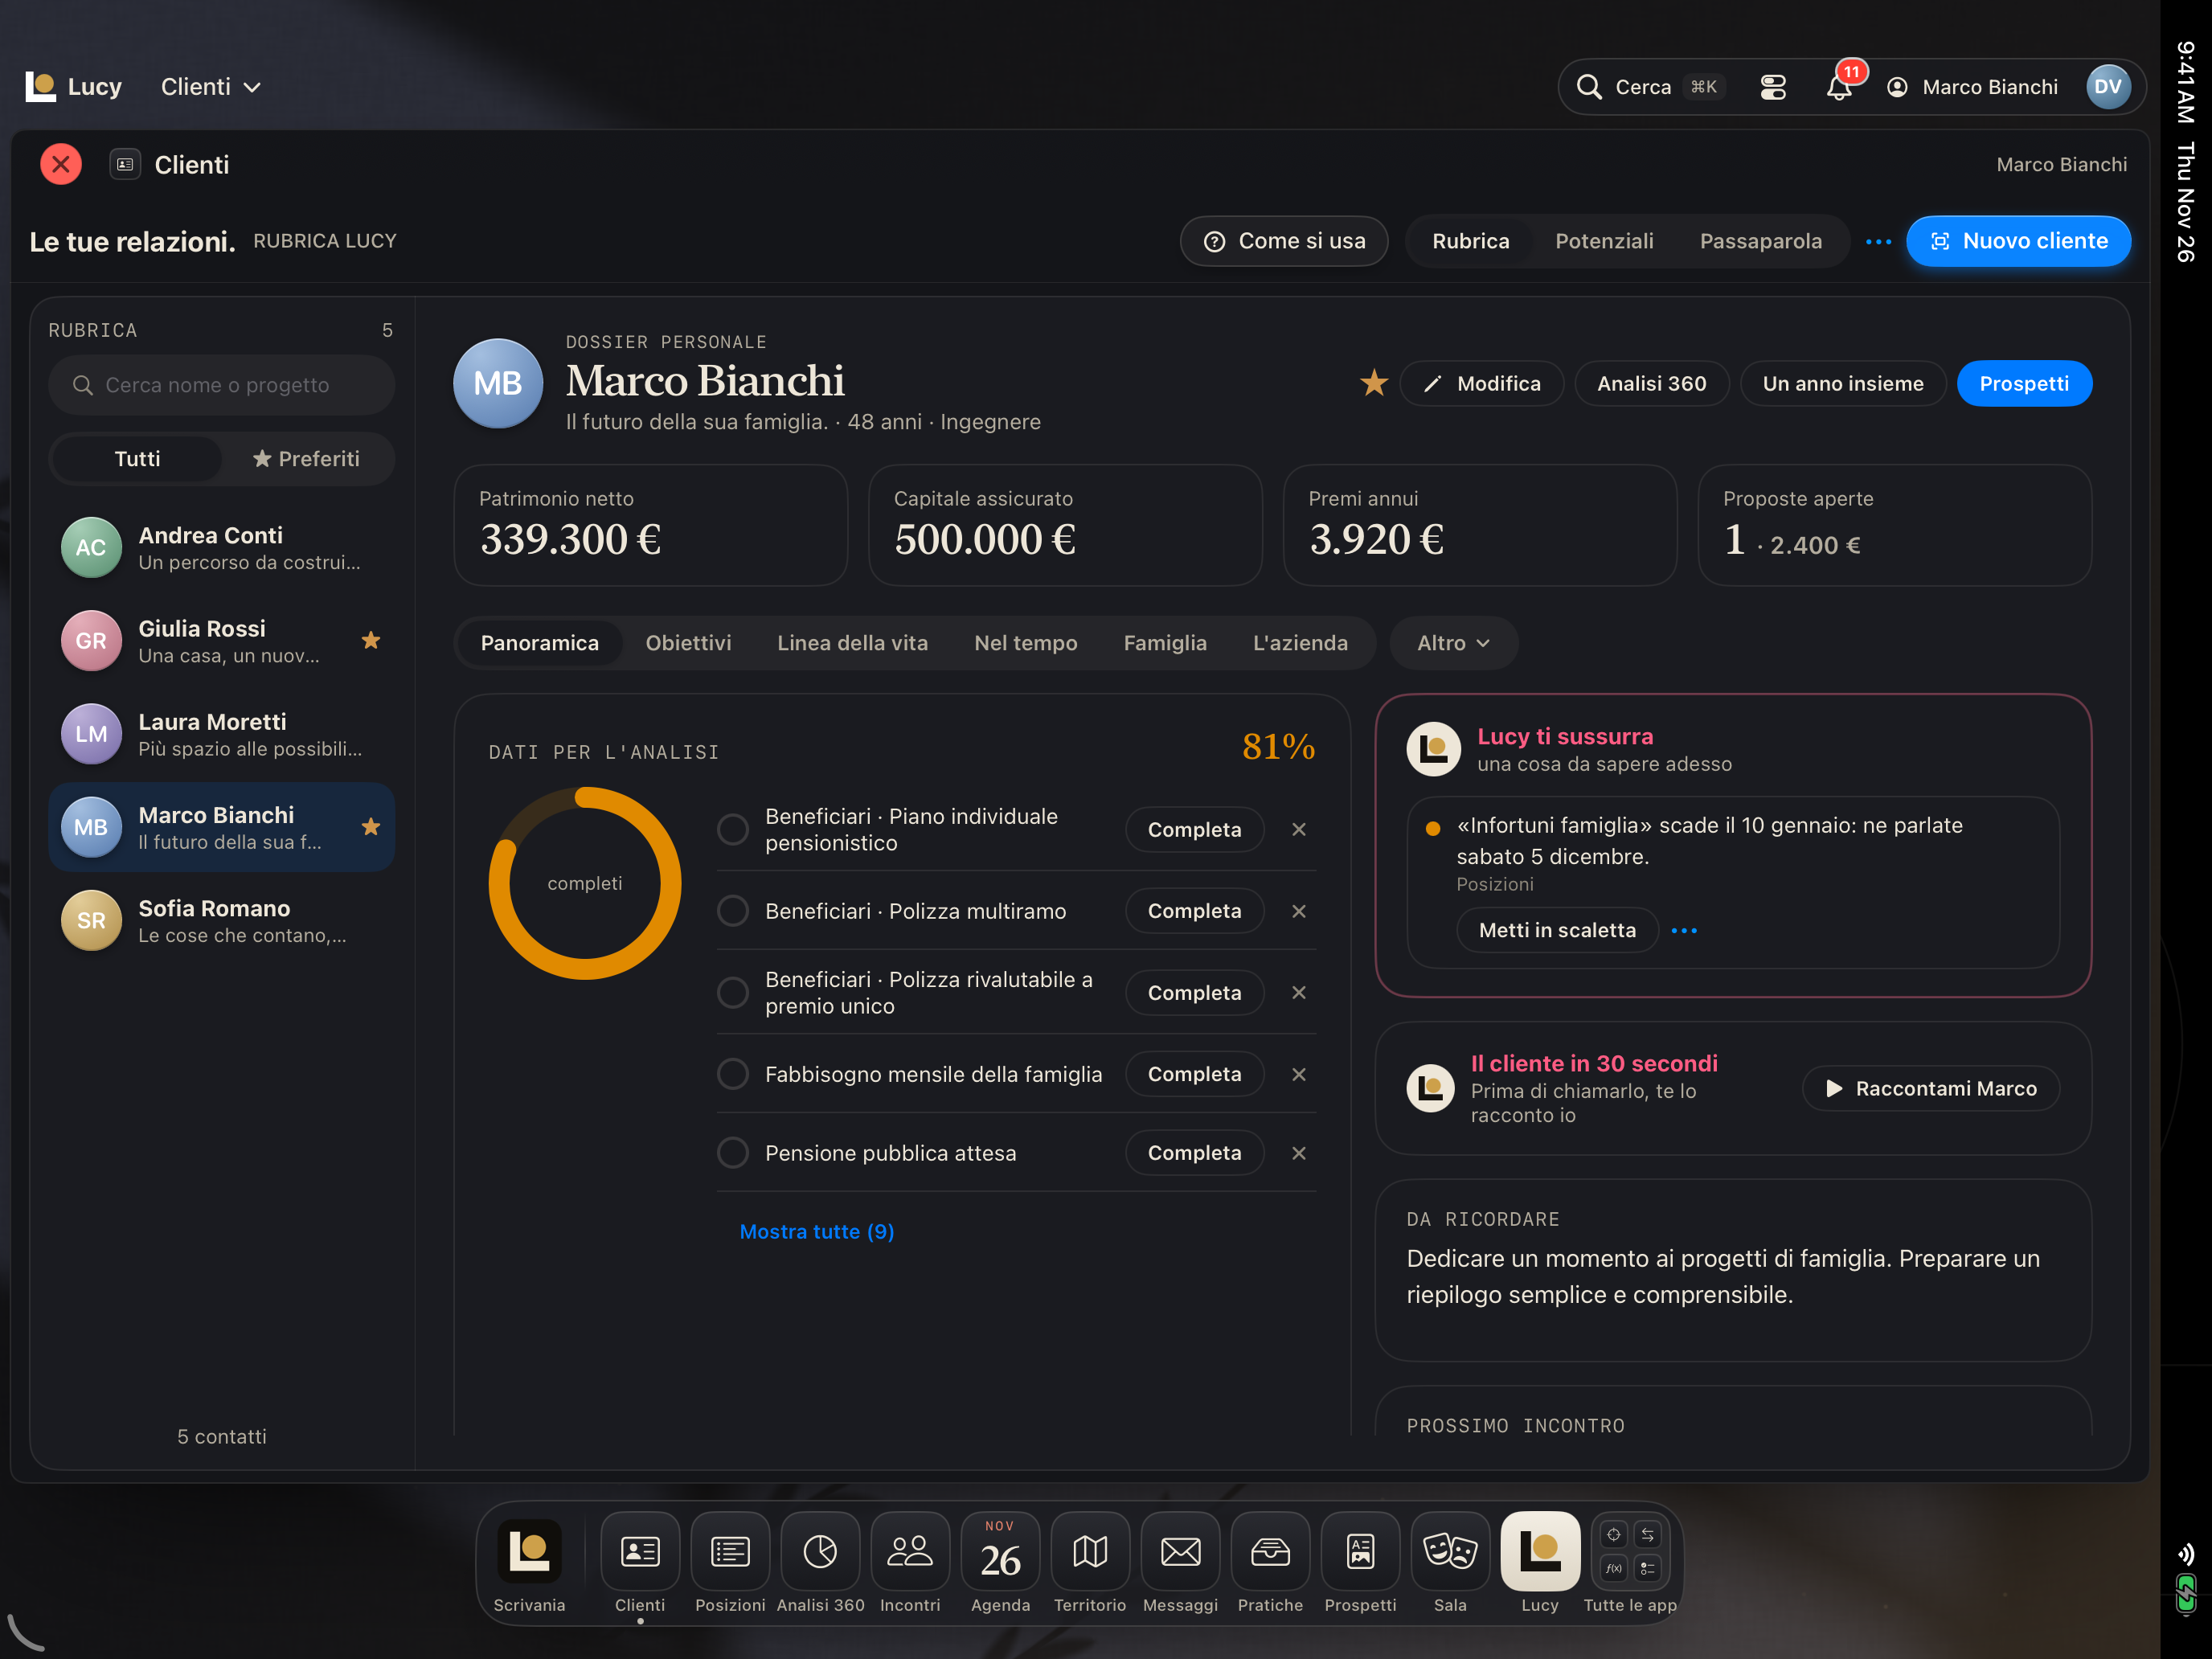 Lucy
Clienti
Cerca ⌘K
11
Marco Bianchi
DV
9:41 AM Thu Nov 26
Clienti
Marco Bianchi
Le tue relazioni. RUBRICA LUCY
Come si usa
Rubrica
Potenziali
Passaparola
Nuovo cliente
RUBRICA 5
Cerca nome o progetto
Tutti
Preferiti
AC
Andrea Conti
Un percorso da costrui...
GR
Giulia Rossi
Una casa, un nuov...
LM
Laura Moretti
Più spazio alle possibili...
MB
Marco Bianchi
Il futuro della sua f...
SR
Sofia Romano
Le cose che contano,...
5 contatti
MB
DOSSIER PERSONALE
Marco Bianchi
Il futuro della sua famiglia. · 48 anni · Ingegnere
Modifica
Analisi 360
Un anno insieme
Prospetti
Patrimonio netto
339.300 €
Capitale assicurato
500.000 €
Premi annui
3.920 €
Proposte aperte
1 · 2.400 €
Panoramica
Obiettivi
Linea della vita
Nel tempo
Famiglia
L'azienda
Altro
DATI PER L'ANALISI
81%
completi
Beneficiari · Piano individuale
pensionistico
Completa
Beneficiari · Polizza multiramo
Completa
Beneficiari · Polizza rivalutabile a
premio unico
Completa
Fabbisogno mensile della famiglia
Completa
Pensione pubblica attesa
Completa
Mostra tutte (9)
Lucy ti sussurra
una cosa da sapere adesso
«Infortuni famiglia» scade il 10 gennaio: ne parlate
sabato 5 dicembre.
Posizioni
Metti in scaletta
Il cliente in 30 secondi
Prima di chiamarlo, te lo
racconto io
Raccontami Marco
DA RICORDARE
Dedicare un momento ai progetti di famiglia. Preparare un
riepilogo semplice e comprensibile.
PROSSIMO INCONTRO
NOV
26
f(x)
Scrivania
Clienti
Posizioni
Analisi 360
Incontri
Agenda
Territorio
Messaggi
Pratiche
Prospetti
Sala
Lucy
Tutte le app